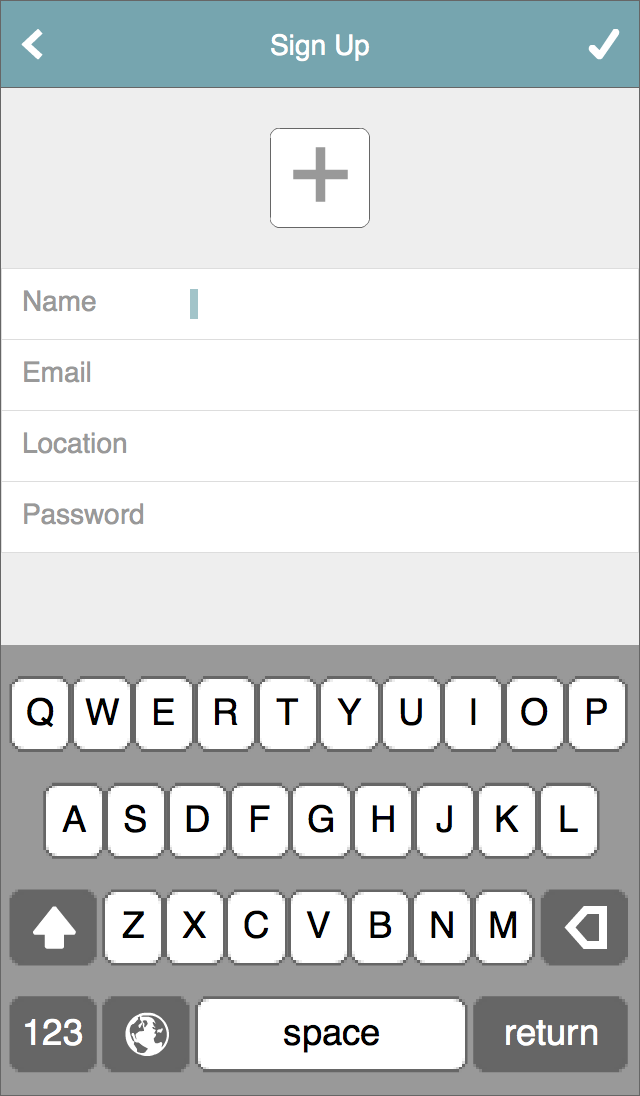 Sign Up
Name
Email
Location
Password
Q W E R T Y U I O P
A S D F G H J K L
Z X C V B N M
123 space return